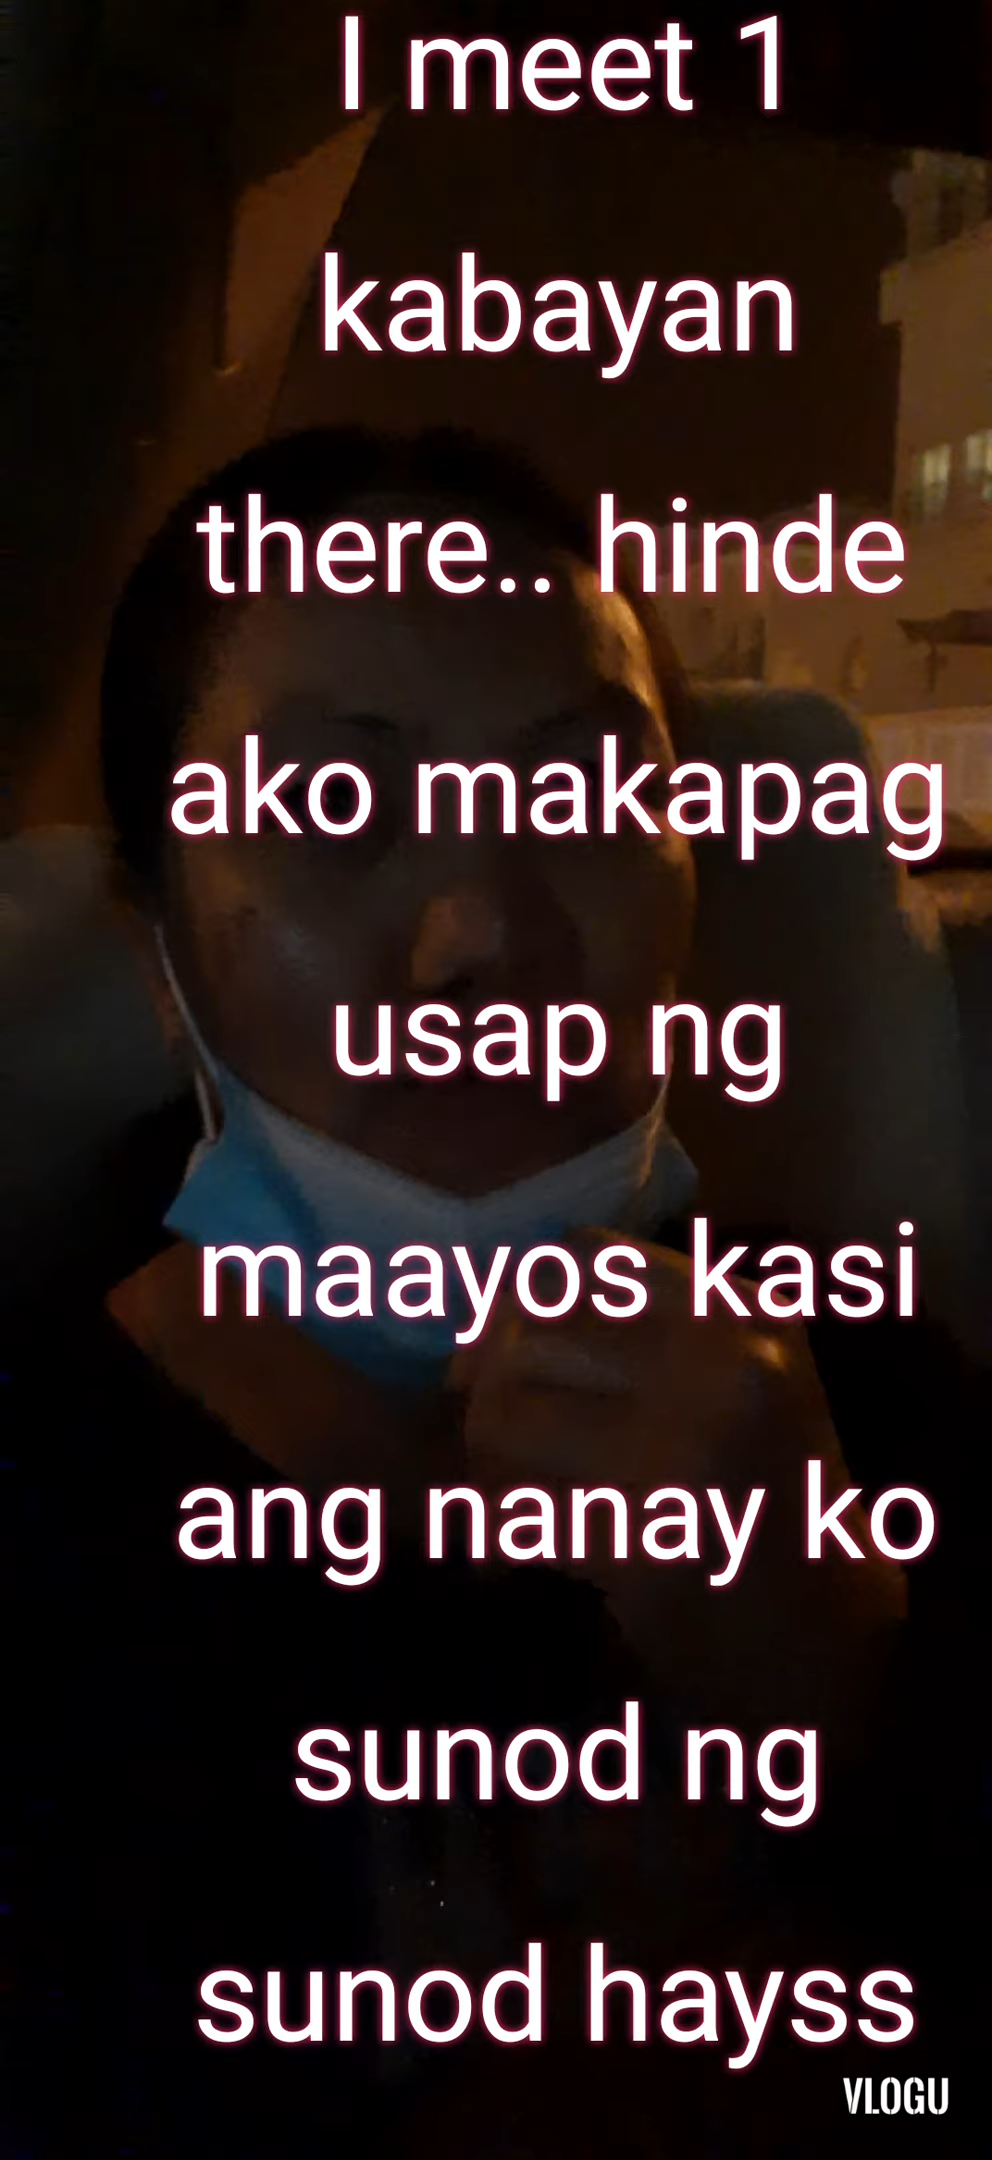 I meet 1
kabayan
there.. hinde
ako makapag
usap ng
maayos kasi
ang nanay ko
sunod ng
sunod hayss
VLOGU